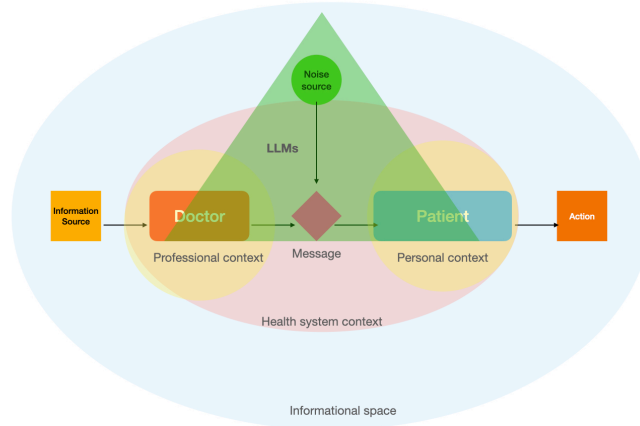 Noise
source
LLMs
Information
Source
Doctor
Patient
Action
Message
Professional context
Personal context
Health system context
Informational space